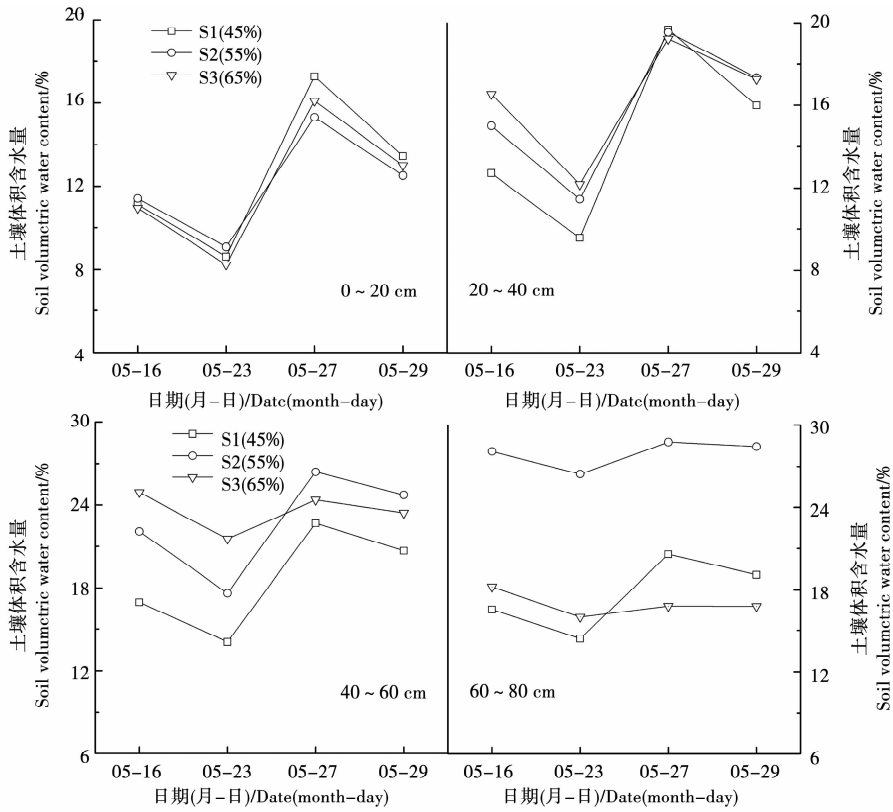 20
16
12
8
4
土壤体积含水量
Soil volumctric water content/%
S1(45%)
S2(55%)
S3(65%)
0~20 cm
05-16
05-23
05-27
05-29
日期(月-日)/Datc(month-day)
20
16
12
8
4
土壤体积含水量
Soil volumctric water content/%
20~40 cm
05-16
05-23
05-27
05-29
日期(月-日)/Datc(month-day)
30
24
18
12
6
土壤体积含水量
Soil volumctric water content/%
S1(45%)
S2(55%)
S3(65%)
40~60 cm
05-16
05-23
05-27
05-29
日期(月-日)/Date(month-day)
30
24
18
12
6
土壤体积含水量
Soil volumctric water content/%
60~80 cm
05-16
05-23
05-27
05-29
日期(月-日)/Date(month-day)